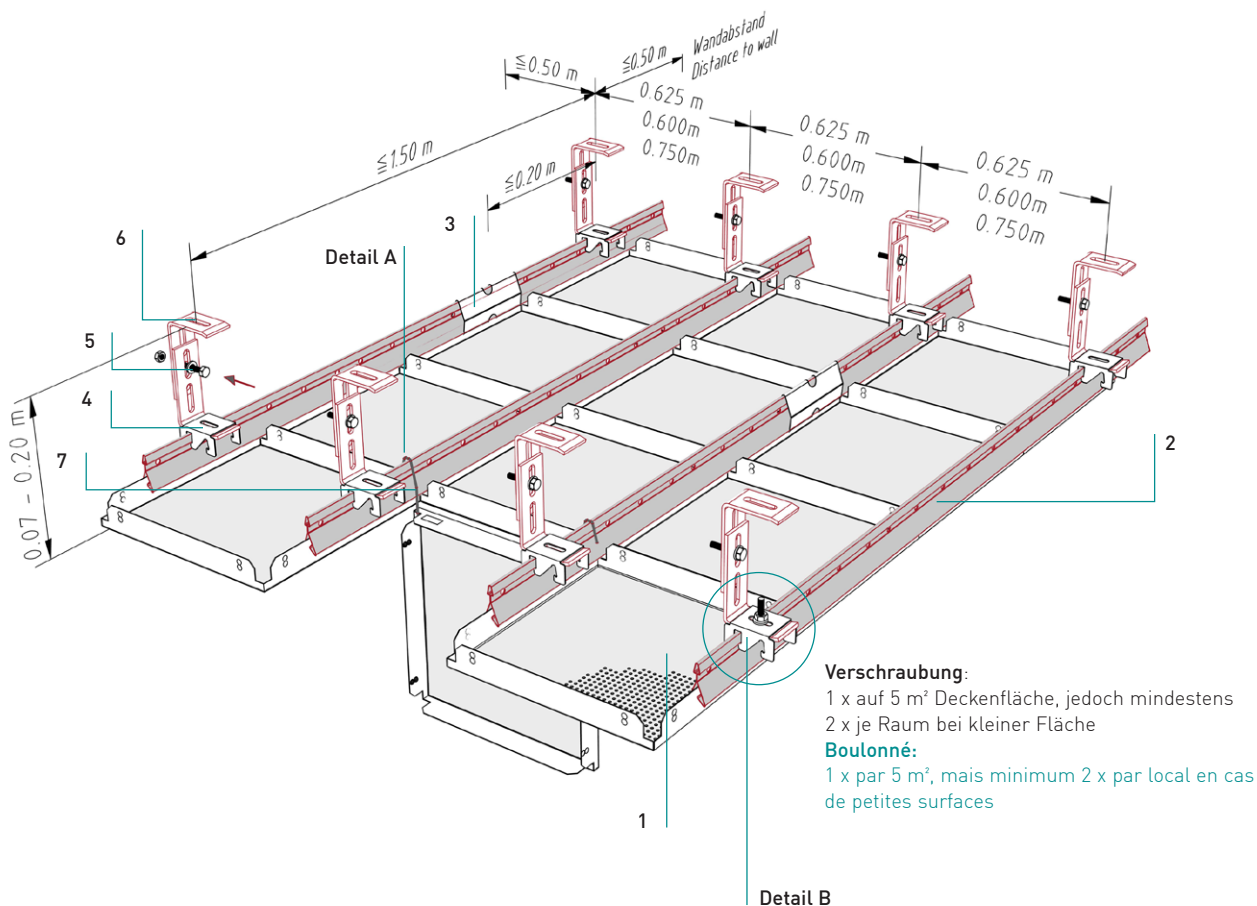 Wandabstand
Distance to wall
≦0.50 m
≦0.50 m
0.625 m
0.600m
0.750m
0.625 m
0.600m
0.750m
0.625 m
0.600m
0.750m
≦1.50 m
≦0.20 m
6
3
Detail A
5
4
7
2
0.07 - 0.20 m
Verschraubung:
1 x auf 5 m² Deckenfläche, jedoch mindestens
2 x je Raum bei kleiner Fläche
Boulonné:
1 x par 5 m², mais minimum 2 x par local en cas
de petites surfaces
1
Detail B